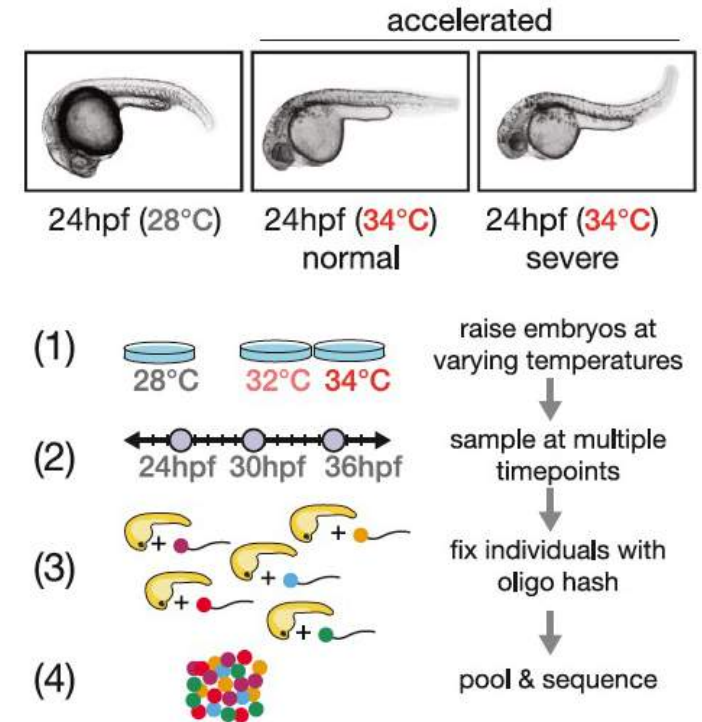 accelerated
24hpf (28°C)
24hpf (34°C)
normal
24hpf (34°C)
severe
(1)
28°C
32°C
34°C
raise embryos at
varying temperatures
(2)
24hpf
30hpf
36hpf
sample at multiple
timepoints
(3)
+
+
+
+
+
fix individuals with
oligo hash
(4)
pool & sequence